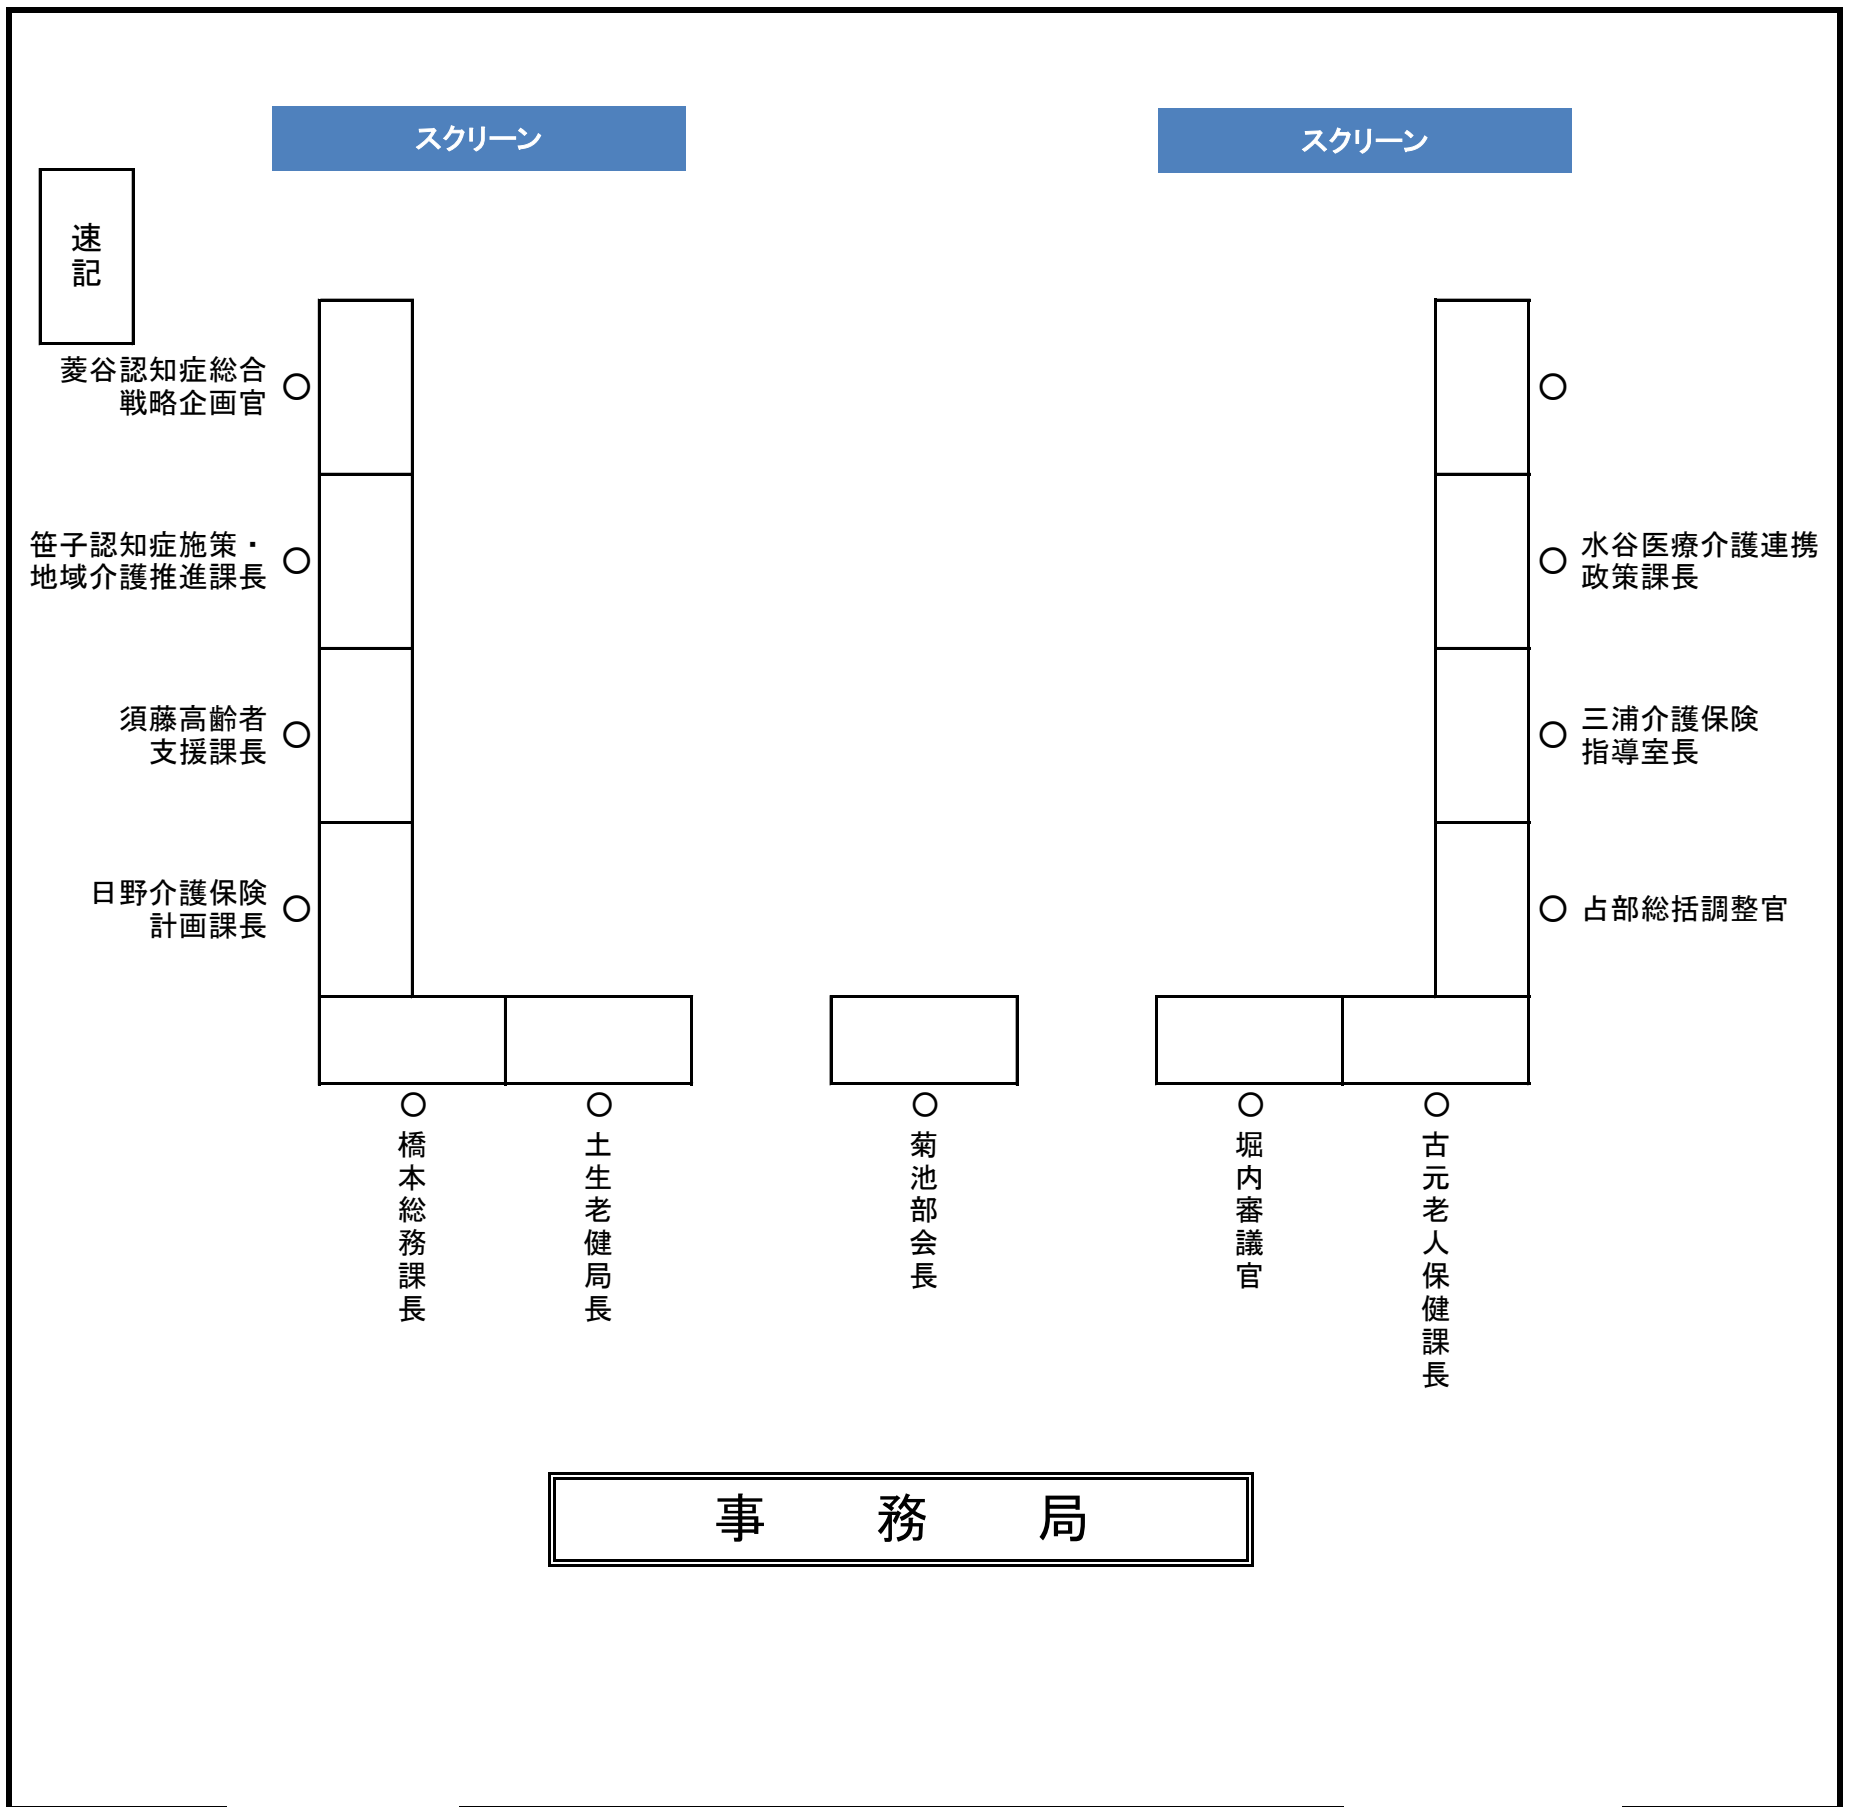 スクリーン
スクリーン
速記
菱谷認知症総合
戦略企画官
○
○
笹子認知症施策・
地域介護推進課長
○
○
水谷医療介護連携
政策課長
須藤高齢者
支援課長
○
○
三浦介護保険
指導室長
日野介護保険
計画課長
○
○
占部総括調整官
○
橋本総務課長
○
土生老健局長
○
菊池部会長
○
堀内審議官
○
古元老人保健課長
事　務　局